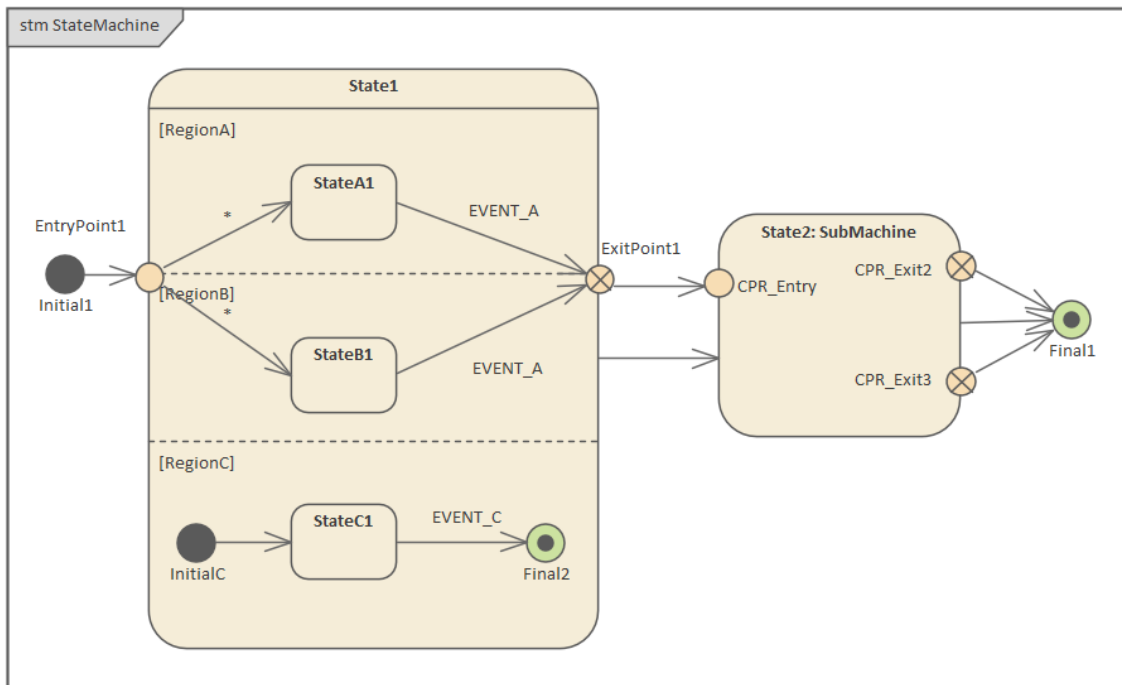 stm StateMachine
State1
[RegionA]
StateA1
*
EVENT_A
EntryPoint1
Initial1
ExitPoint1
State2: SubMachine
CPR_Exit2
CPR_Entry
[RegionB]
*
StateB1
EVENT_A
Final1
CPR_Exit3
[RegionC]
StateC1
EVENT_C
InitialC
Final2